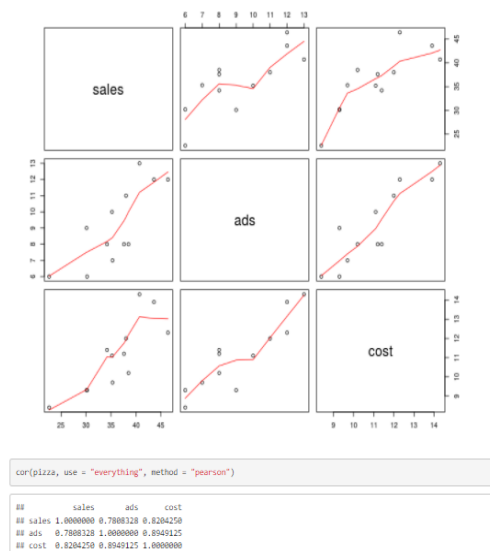 6 7 8 9 10 11 12 13
sales
25 30 35 40 45
6 7 8 9 10 11 12 13
ads
25 30 35 40 45
cost
9 10 11 12 13 14
9 10 11 12 13 14
cor(pizza, use = "everything", method = "pearson")
## sales ads cost
## sales 1.0000000 0.7808328 0.8204250
## ads 0.7808328 1.0000000 0.8949125
## cost 0.8204250 0.8949125 1.0000000